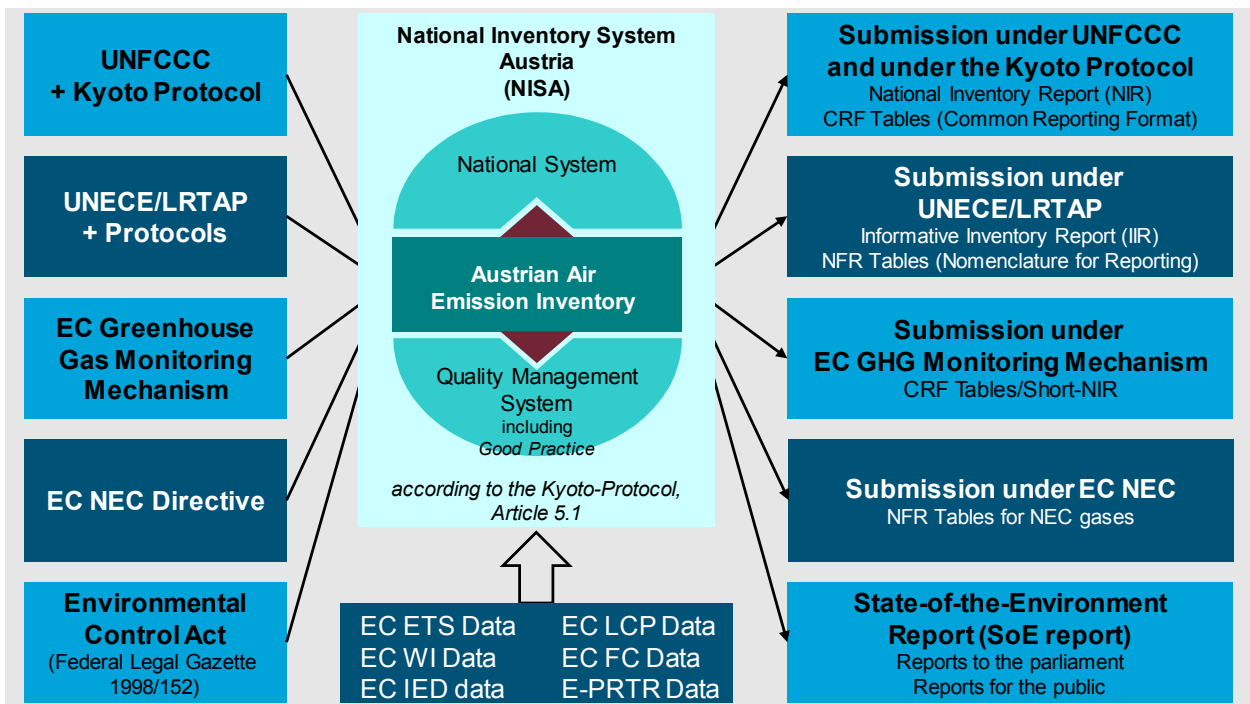 UNFCCC
+ Kyoto Protocol
UNECE/LRTAP
+ Protocols
EC Greenhouse
Gas Monitoring
Mechanism
EC NEC Directive
Environmental
Control Act
(Federal Legal Gazette
1998/152)
National Inventory System
Austria
(NISA)
National System
Austrian Air
Emission Inventory
Quality Management
System
including
Good Practice
according to the Kyoto-Protocol,
Article 5.1
EC ETS Data EC LCP Data
EC WI Data EC FC Data
EC IED data E-PRTR Data
Submission under UNFCCC
and under the Kyoto Protocol
National Inventory Report (NIR)
CRF Tables (Common Reporting Format)
Submission under
UNECE/LRTAP
Informative Inventory Report (IIR)
NFR Tables (Nomenclature for Reporting)
Submission under
EC GHG Monitoring Mechanism
CRF Tables/Short-NIR
Submission under EC NEC
NFR Tables for NEC gases
State-of-the-Environment
Report (SoE report)
Reports to the parliament
Reports for the public